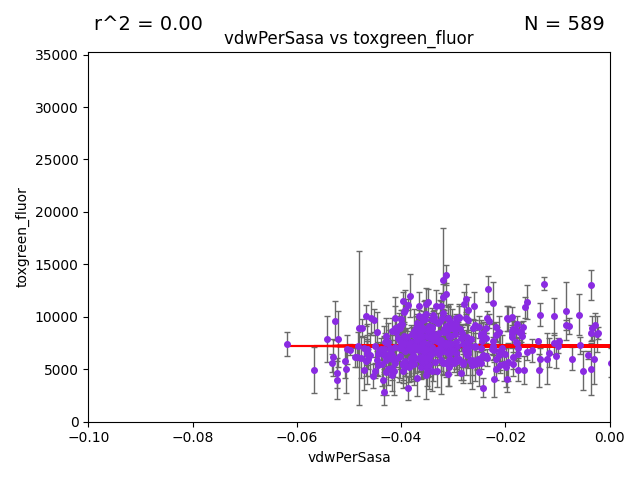 r^2 = 0.00
N = 589
vdwPerSasa vs toxgreen_fluor
35000
30000
25000
20000
15000
10000
5000
0
toxgreen_fluor
−0.10
−0.08
−0.06
−0.04
−0.02
0.00
vdwPerSasa